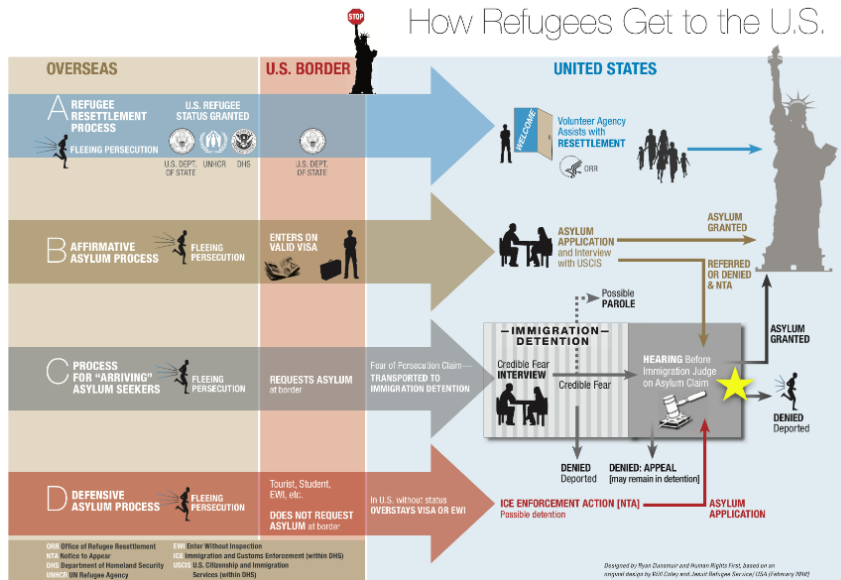 STOP
How Refugees Get to the U.S.
OVERSEAS
U.S. BORDER
UNITED STATES
A REFUGEE
RESETTLEMENT
PROCESS
FLEEING PERSECUTION
U.S. REFUGEE
STATUS GRANTED
U.S. DEPT.
OF STATE
UNHCR
DHS
U.S. DEPT.
OF STATE
WELCOME
Volunteer Agency
Assists with
RESETTLEMENT
ORR
B AFFIRMATIVE
ASYLUM PROCESS
FLEEING
PERSECUTION
ENTERS ON
VALID VISA
ASYLUM
APPLICATION
and Interview
with USCIS
ASYLUM
GRANTED
REFERRED
OR DENIED
& NTA
Possible
PAROLE
C PROCESS
FOR "ARRIVING"
ASYLUM SEEKERS
FLEEING
PERSECUTION
REQUESTS ASYLUM
at border
Fear of Persecution Claim—
TRANSPORTED TO
IMMIGRATION DETENTION
—IMMIGRATION—
DETENTION
Credible Fear
INTERVIEW
Credible Fear
HEARING Before
Immigration Judge
on Asylum Claim
ASYLUM
GRANTED
DENIED
Deported
DENIED
Deported
DENIED: APPEAL
[may remain in detention]
D DEFENSIVE
ASYLUM PROCESS
FLEEING
PERSECUTION
Tourist, Student,
EWI, etc.
DOES NOT REQUEST
ASYLUM at border
In U.S. without status
OVERSTAYS VISA OR EWI
ICE ENFORCEMENT ACTION [NTA]
Possible detention
ASYLUM
APPLICATION
ORR Office of Refugee Resettlement
NTA Notice to Appear
DHS Department of Homeland Security
UNHCR UN Refugee Agency
EWI Enter Without Inspection
ICE Immigration and Customs Enforcement (within DHS)
USCIS U.S. Citizenship and Immigration
Services (within DHS)
Designed by Ryan Dunsmuir and Human Rights First, based on an
original design by Will Coley and Jesuit Refugee Service/ USA (February